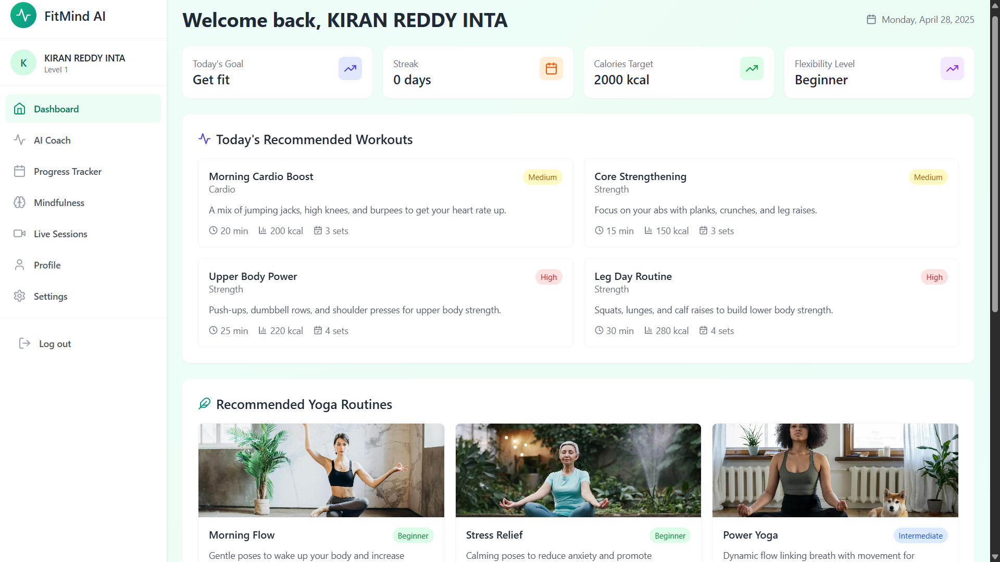 FitMind AI
K
KIRAN REDDY INTA
Level 1
Dashboard
AI Coach
Progress Tracker
Mindfulness
Live Sessions
Profile
Settings
Log out
Welcome back, KIRAN REDDY INTA
Monday, April 28, 2025
Today's Goal
Get fit
Streak
0 days
Calories Target
2000 kcal
Flexibility Level
Beginner
Today's Recommended Workouts
Morning Cardio Boost
Medium
Cardio
A mix of jumping jacks, high knees, and burpees to get your heart rate up.
20 min 200 kcal 3 sets
Core Strengthening
Medium
Strength
Focus on your abs with planks, crunches, and leg raises.
15 min 150 kcal 3 sets
Upper Body Power
High
Strength
Push-ups, dumbbell rows, and shoulder presses for upper body strength.
25 min 220 kcal 4 sets
Leg Day Routine
High
Strength
Squats, lunges, and calf raises to build lower body strength.
30 min 280 kcal 4 sets
Recommended Yoga Routines
Morning Flow
Beginner
Gentle poses to wake up your body and increase
Stress Relief
Beginner
Calming poses to reduce anxiety and promote
Power Yoga
Intermediate
Dynamic flow linking breath with movement for